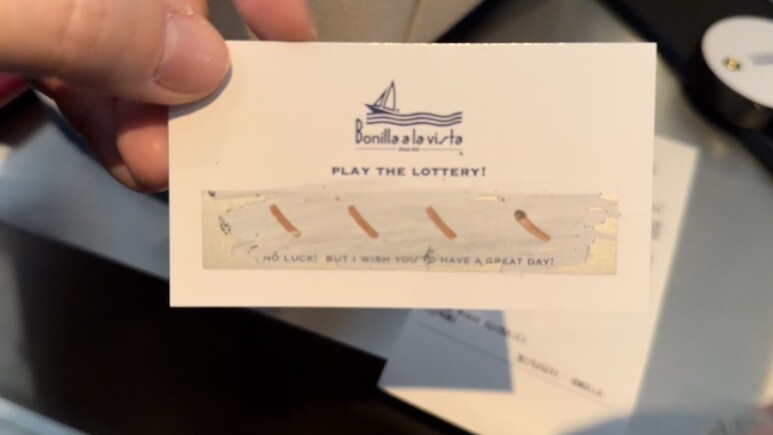 Bonilla a la vista
PLAY THE LOTTERY!
NO LUCK! BUT I WISH YOU TO HAVE A GREAT DAY!